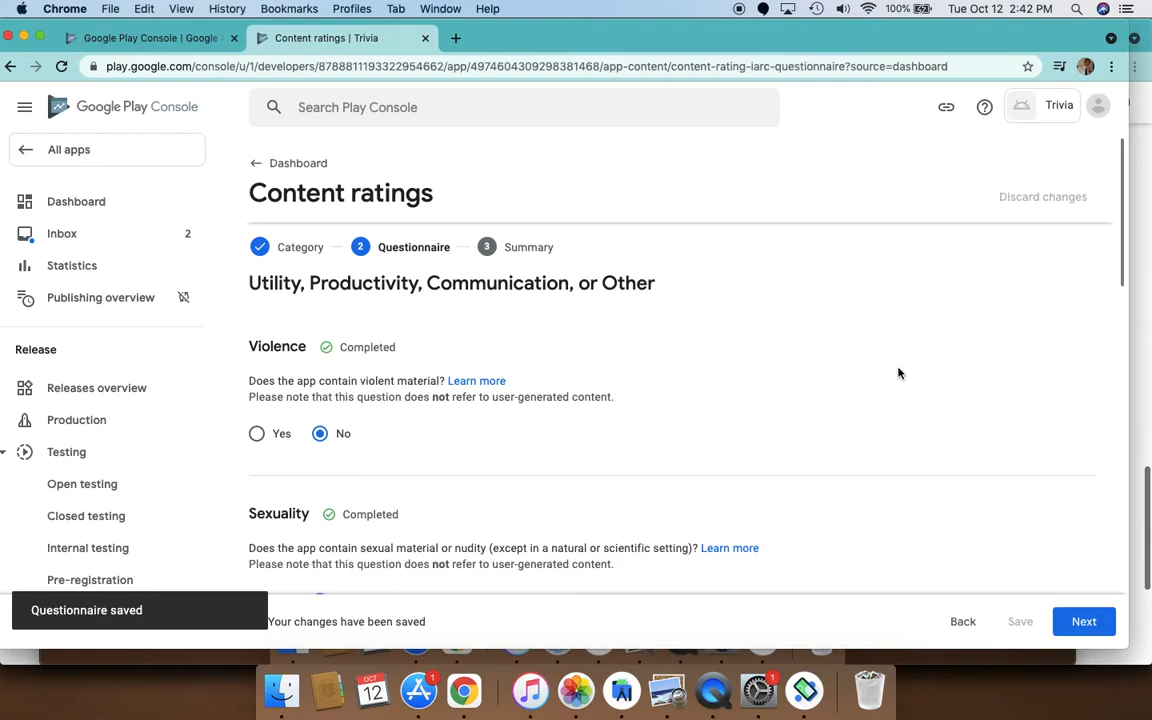 Chrome File Edit View History Bookmarks Profiles Tab Window Help 100% Tue Oct 12 2:42 PM
Google Play Console | Google Content ratings | Trivia
play.google.com/console/u/1/developers/8788811193322954662/app/4974604309298381468/app-content/content-rating-iarc-questionnaire?source=dashboard
Google Play Console Search Play Console Trivia
All apps
Dashboard
Content ratings
Discard changes
Dashboard
Inbox 2
Statistics
Publishing overview
Release
Releases overview
Production
Testing
Open testing
Closed testing
Internal testing
Pre-registration
Category 2 Questionnaire 3 Summary
Utility, Productivity, Communication, or Other
Violence Completed
Does the app contain violent material? Learn more
Please note that this question does not refer to user-generated content.
Yes No
Sexuality Completed
Does the app contain sexual material or nudity (except in a natural or scientific setting)? Learn more
Please note that this question does not refer to user-generated content.
Questionnaire saved
Your changes have been saved
Back Save Next
OCT
12
1
1